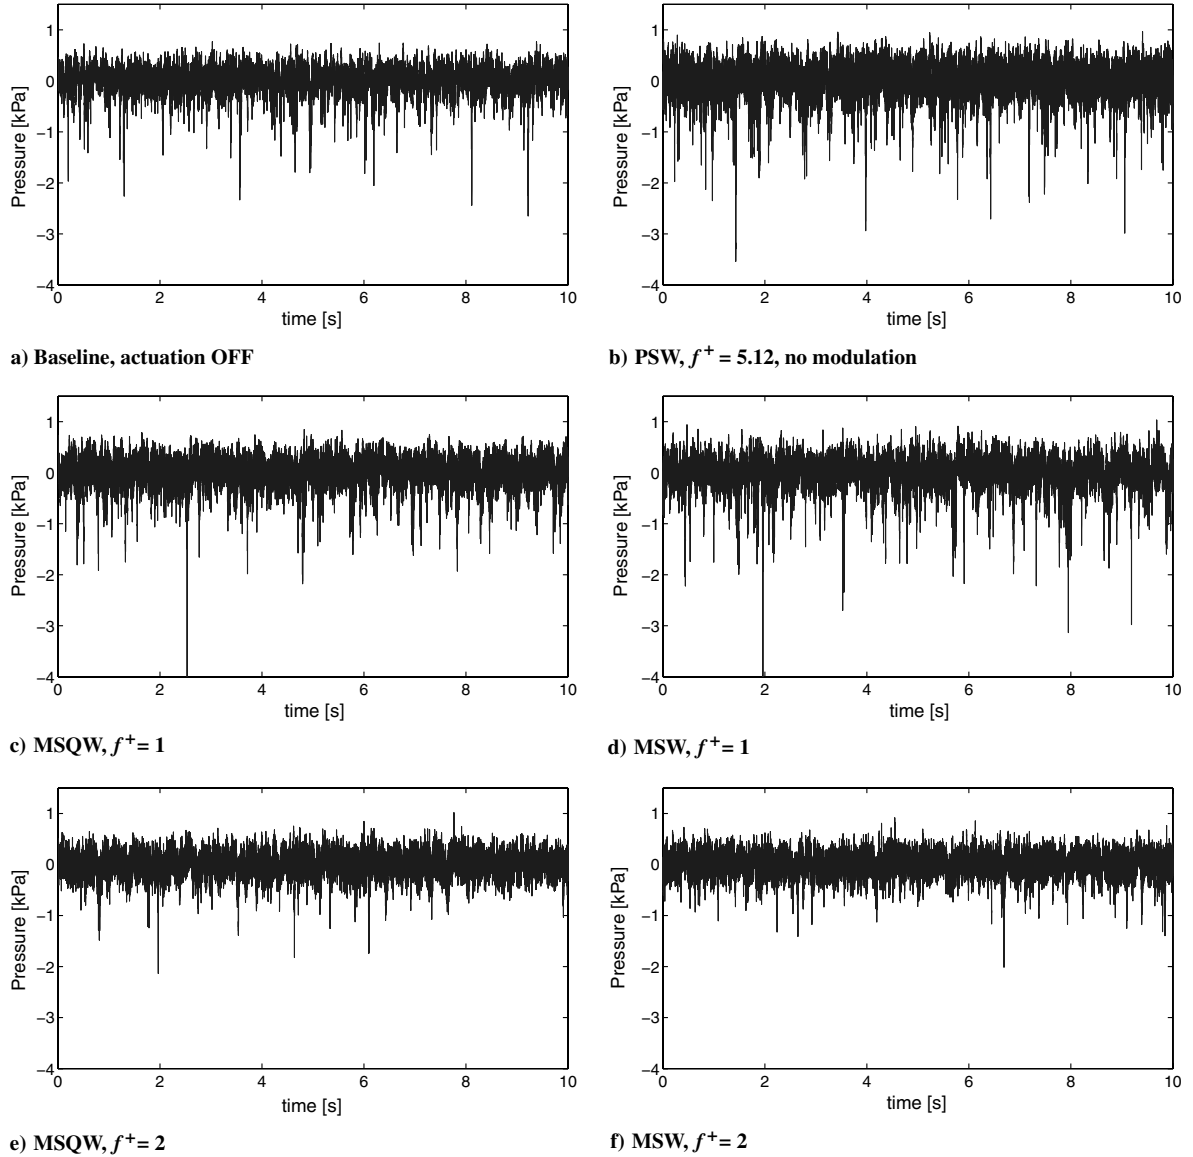 1
0
−1
−2
−3
−4
Pressure [kPa]
0 2 4 6 8 10
time [s]
a) Baseline, actuation OFF
1
0
−1
−2
−3
−4
Pressure [kPa]
0 2 4 6 8 10
time [s]
b) PSW, f⁺ = 5.12, no modulation
1
0
−1
−2
−3
−4
Pressure [kPa]
0 2 4 6 8 10
time [s]
c) MSQW, f⁺= 1
1
0
−1
−2
−3
−4
Pressure [kPa]
0 2 4 6 8 10
time [s]
d) MSW, f⁺= 1
1
0
−1
−2
−3
−4
Pressure [kPa]
0 2 4 6 8 10
time [s]
e) MSQW, f⁺= 2
1
0
−1
−2
−3
−4
Pressure [kPa]
0 2 4 6 8 10
time [s]
f) MSW, f⁺= 2